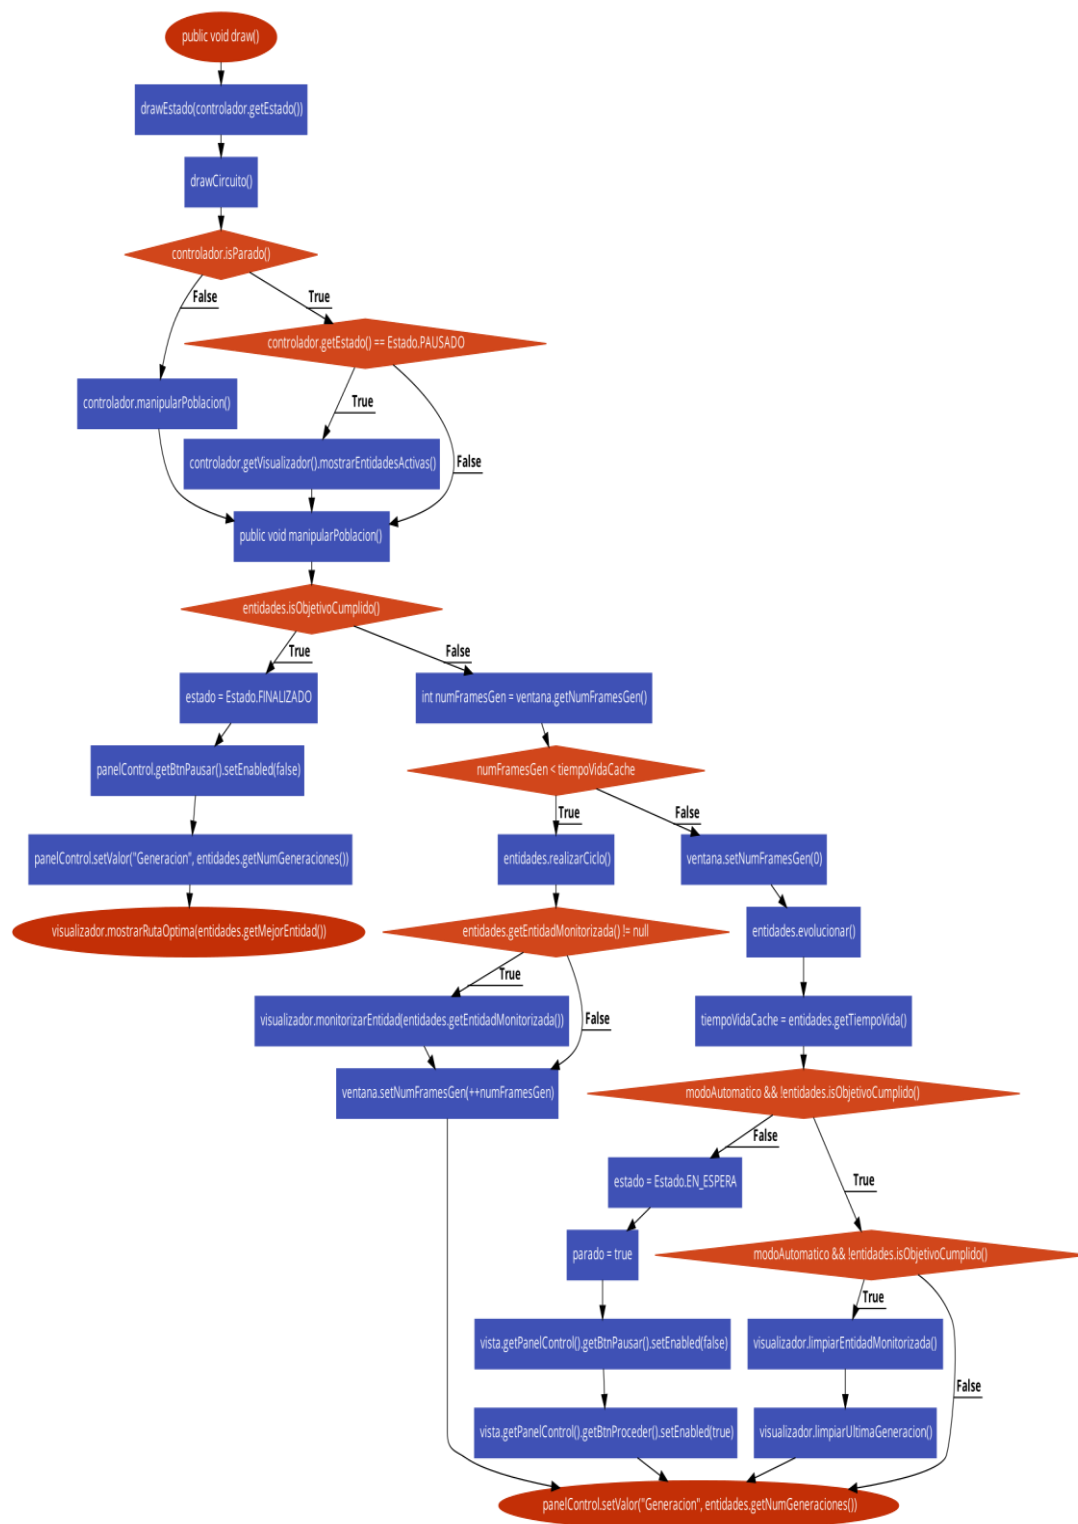 public void draw()
drawEstado(controlador.getEstado())
drawCircuito()
controlador.isParado()
False
True
controlador.getEstado() == Estado.PAUSADO
controlador.manipularPoblacion()
True
False
controlador.getVisualizador().mostrarEntidadesActivas()
public void manipularPoblacion()
entidades.isObjetivoCumplido()
True
False
estado = Estado.FINALIZADO
int numFramesGen = ventana.getNumFramesGen()
panelControl.getBtnPausar().setEnabled(false)
numFramesGen < tiempoVidaCache
True
False
panelControl.setValor("Generacion", entidades.getNumGeneraciones())
entidades.realizarCiclo()
ventana.setNumFramesGen(0)
visualizador.mostrarRutaOptima(entidades.getMejorEntidad())
entidades.getEntidadMonitorizada() != null
entidades.evolucionar()
True
False
visualizador.monitorizarEntidad(entidades.getEntidadMonitorizada())
tiempoVidaCache = entidades.getTiempoVida()
ventana.setNumFramesGen(++numFramesGen)
modoAutomatico && !entidades.isObjetivoCumplido()
False
True
estado = Estado.EN_ESPERA
parado = true
modoAutomatico && !entidades.isObjetivoCumplido()
True
False
vista.getPanelControl().getBtnPausar().setEnabled(false)
visualizador.limpiarEntidadMonitorizada()
vista.getPanelControl().getBtnProceder().setEnabled(true)
visualizador.limpiarUltimaGeneracion()
panelControl.setValor("Generacion", entidades.getNumGeneraciones())